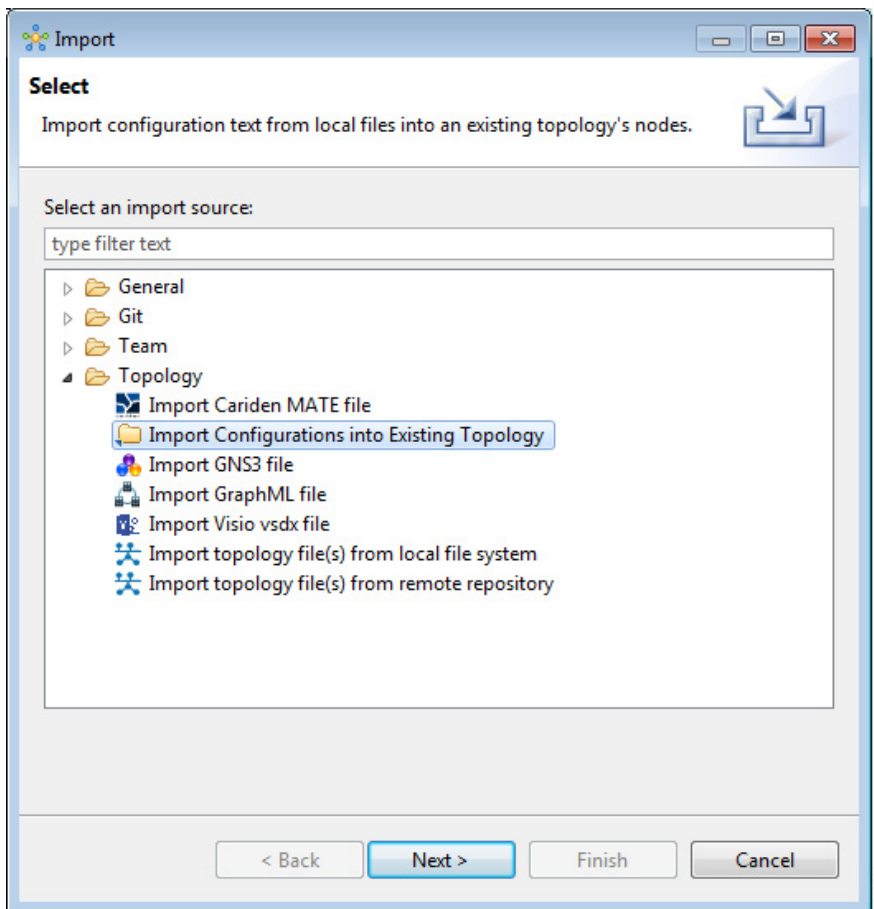 Import
Select
Import configuration text from local files into an existing topology's nodes.
Select an import source:
type filter text
General
Git
Team
Topology
Import Cariden MATE file
Import Configurations into Existing Topology
Import GNS3 file
Import GraphML file
Import Visio vsdx file
Import topology file(s) from local file system
Import topology file(s) from remote repository
< Back Next > Finish Cancel